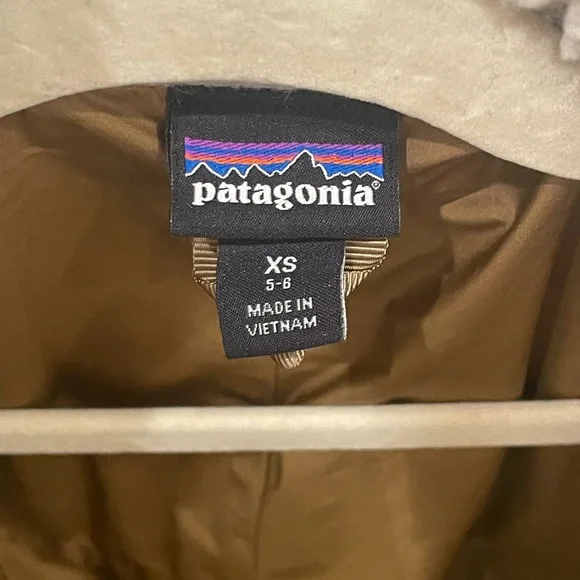 patagonia®
XS
5-6
MADE IN
VIETNAM